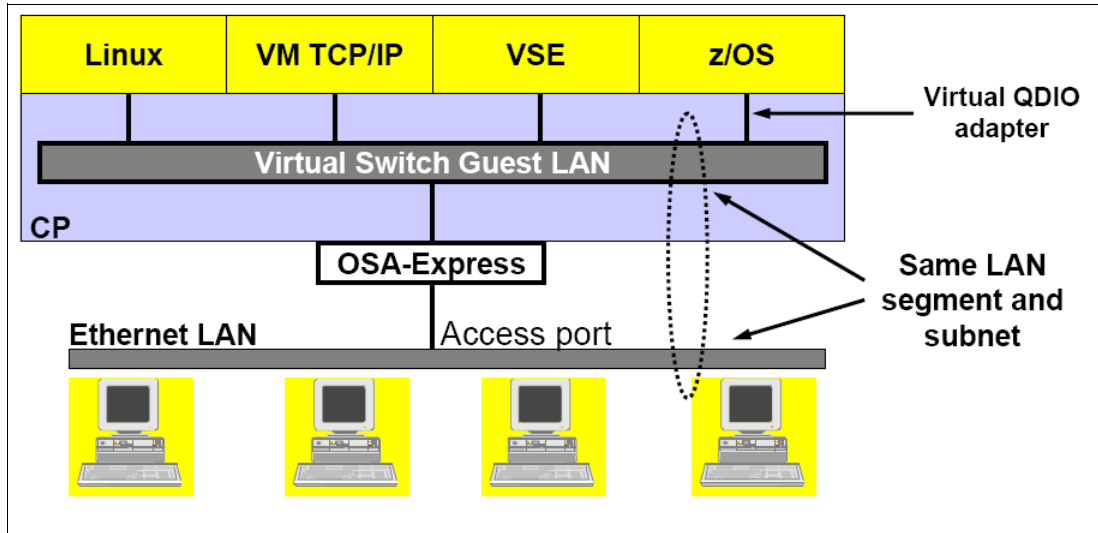 Linux
VM TCP/IP
VSE
z/OS
Virtual QDIO
adapter
Virtual Switch Guest LAN
CP
OSA-Express
Same LAN
segment and
subnet
Ethernet LAN
Access port